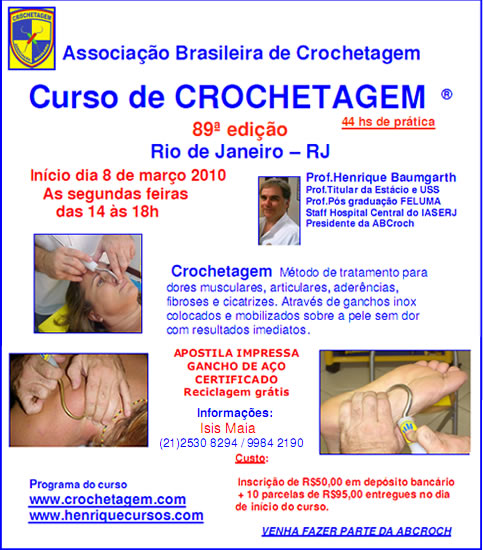 CROCHETAGEM
Associação Brasileira de Crochetagem
Curso de CROCHETAGEM ®
44 hs de prática
89ª edição
Rio de Janeiro – RJ
Início dia 8 de março 2010
As segundas feiras
das 14 às 18h
Prof.Henrique Baumgarth
Prof.Titular da Estácio e USS
Prof.Pós graduação FELUMA
Staff Hospital Central do IASERJ
Presidente da ABCroch
Crochetagem Método de tratamento para
dores musculares, articulares, aderências,
fibroses e cicatrizes. Através de ganchos inox
colocados e mobilizados sobre a pele sem dor
com resultados imediatos.
APOSTILA IMPRESSA
GANCHO DE AÇO
CERTIFICADO
Reciclagem grátis
Informações:
Isis Maia
(21)2530 8294 / 9984 2190
Custo:
Inscrição de R$50,00 em depósito bancário
+ 10 parcelas de R$95,00 entregues no dia
de início do curso.
Programa do curso
www.crochetagem.com
www.henriquecursos.com
VENHA FAZER PARTE DA ABCROCH